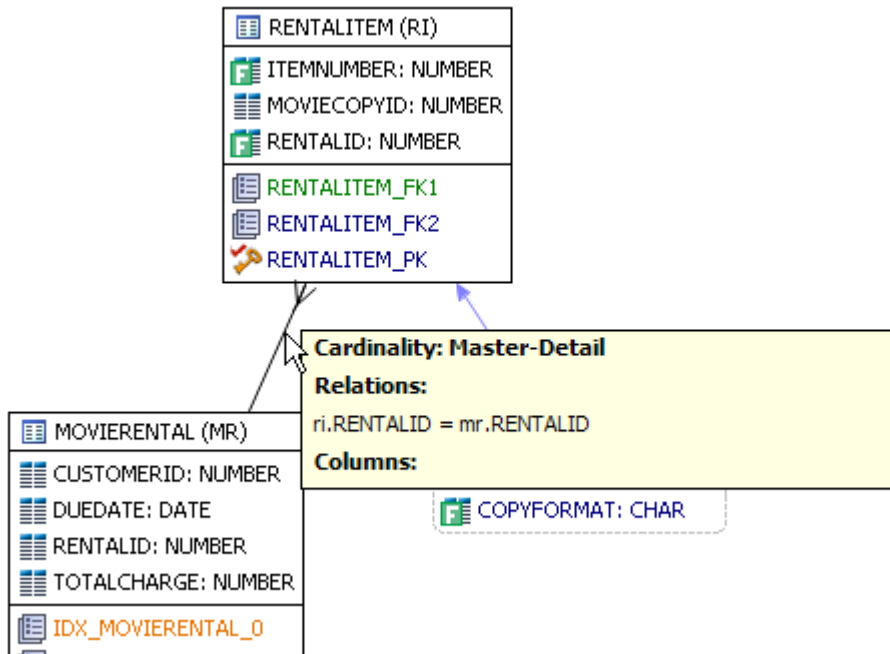 RENTALITEM (RI)
ITEMNUMBER: NUMBER
MOVIECOPYID: NUMBER
RENTALID: NUMBER
RENTALITEM_FK1
RENTALITEM_FK2
RENTALITEM_PK
Cardinality: Master-Detail
Relations:
ri.RENTALID = mr.RENTALID
Columns:
MOVIERENTAL (MR)
CUSTOMERID: NUMBER
DUEDATE: DATE
RENTALID: NUMBER
TOTALCHARGE: NUMBER
IDX_MOVIERENTAL_0
COPYFORMAT: CHAR